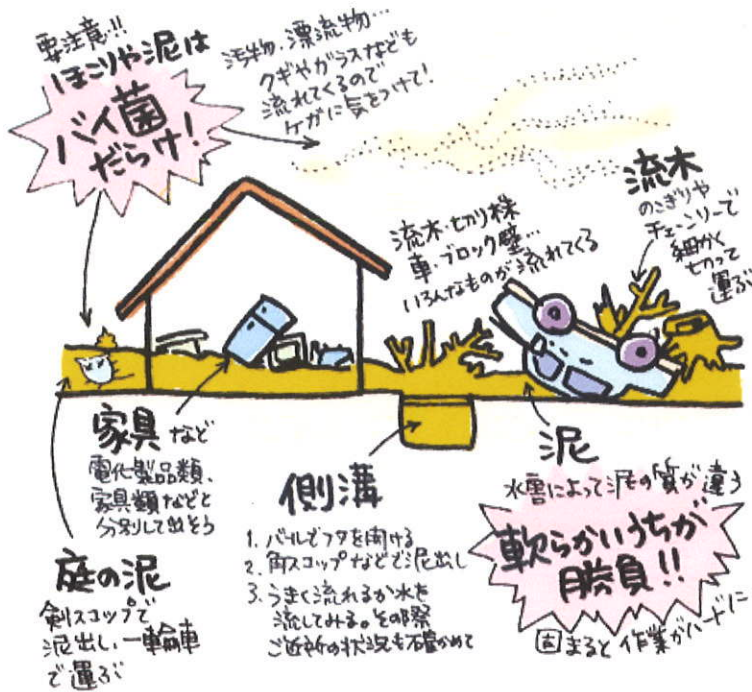 要注意!!
ほこりや泥は
バイ菌
だらけ!
汚物、漂流物…
クギやガラスなども
流れてくるので
ケガに気をつけて!
流木
のこぎりや
チェーンソーで
細かく
切って
運ぶ
流木・切り株
車・ブロック壁…
いろんなものが流れてくる
家具など
電化製品類、
家具類などと
分別して出そう
庭の泥
剣スコップで
泥出し、一輪車
で運ぶ
側溝
1. バールでフタを開ける
2. 角スコップなどで泥出し
3. うまく流れるか水を
流してみる。その際
ご近所の状況も確かめて
泥
水害によって泥の質が違う
軟らかいうちが
勝負!!
固まると作業がハードに